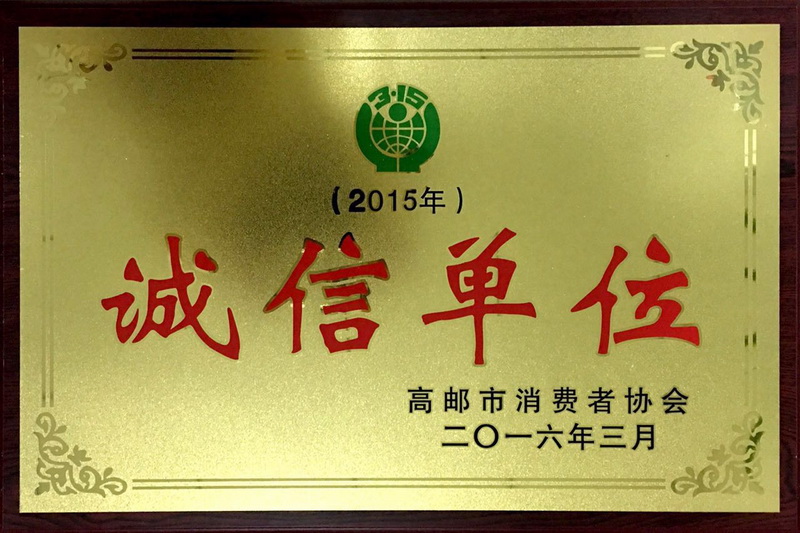 3·15
（2015年）
诚信单位
高邮市消费者协会
二〇一六年三月